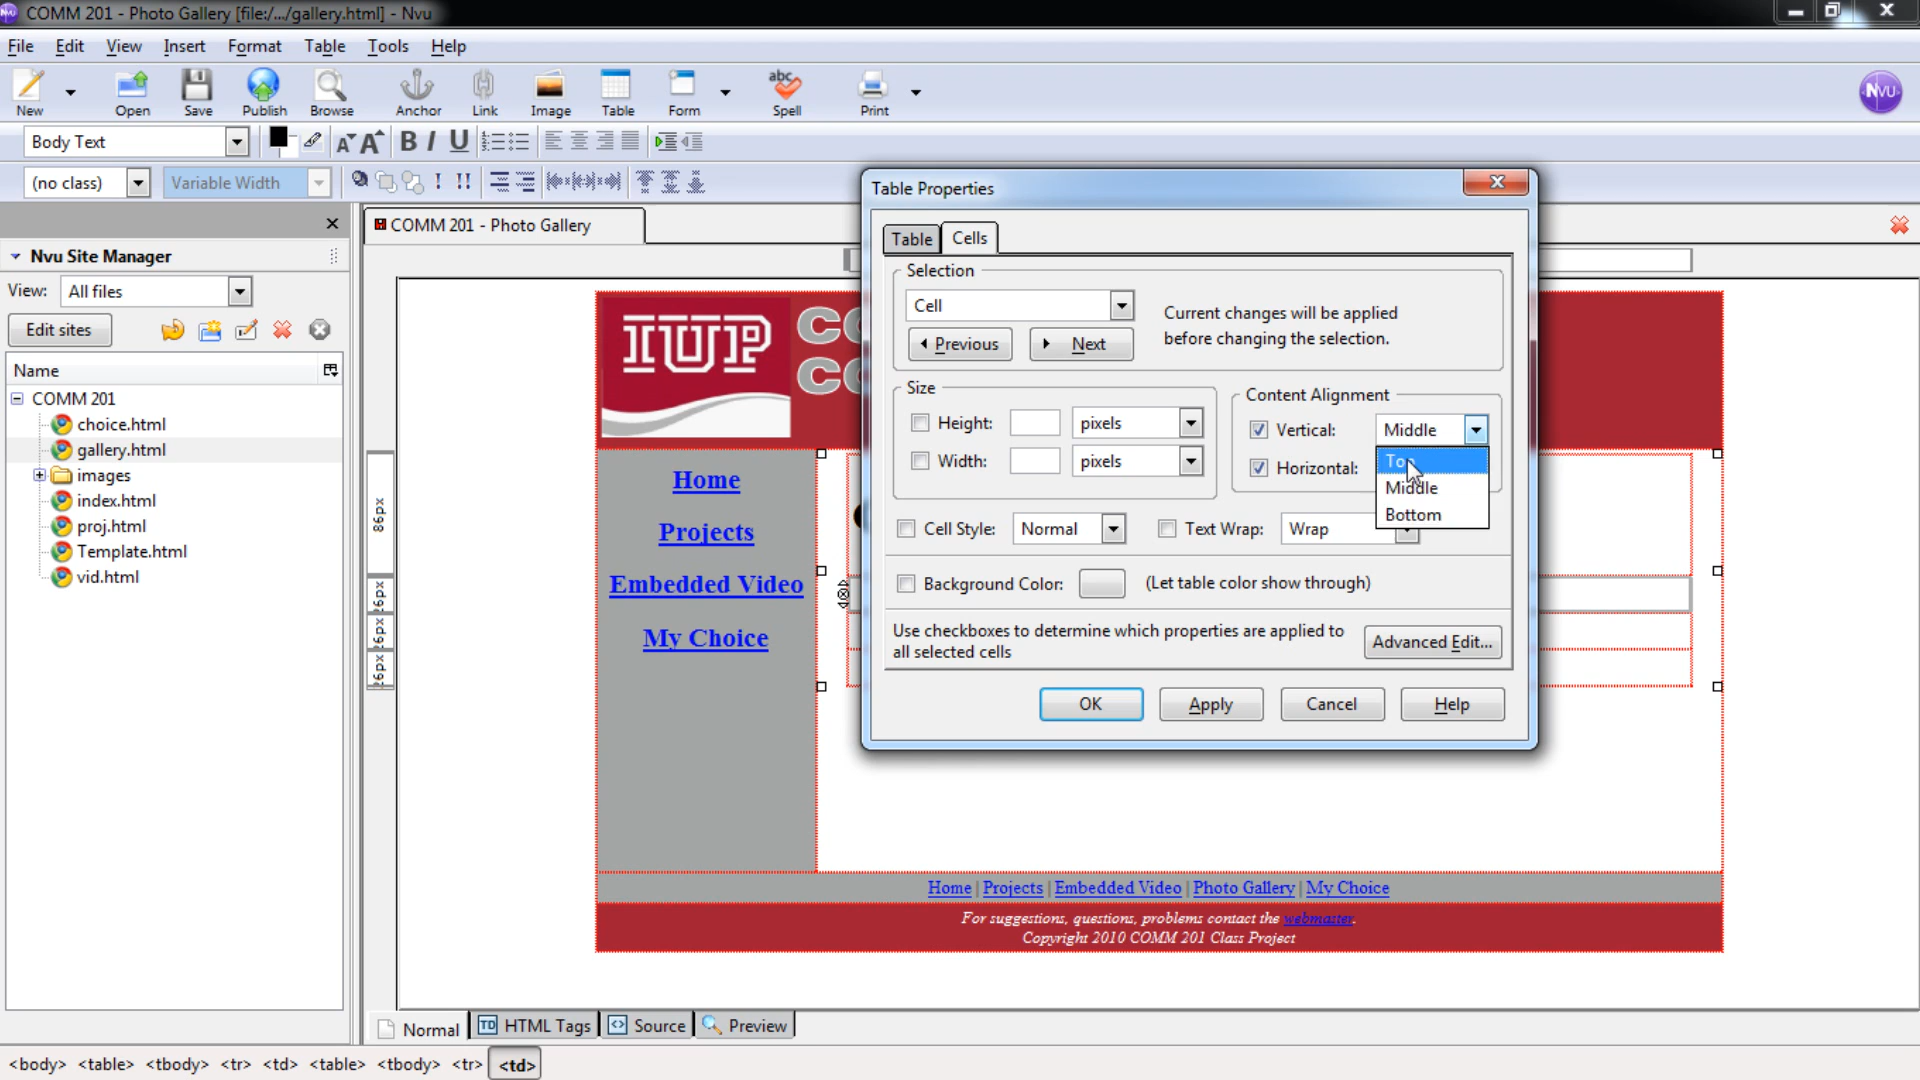 COMM 201 - Photo Gallery [file:/.../gallery.html] - Nvu
File Edit View Insert Format Table Tools Help
New Open Save Publish Browse Anchor Link Image Table Form Spell Print
abc
NVU
Body Text
B I U
(no class) Variable Width
! !!
COMM 201 - Photo Gallery
Nvu Site Manager
View: All files
Edit sites
Name
COMM 201
choice.html
gallery.html
images
index.html
proj.html
Template.html
vid.html
86px
26px
26px
26px
IUP
Home
Projects
Embedded Video
My Choice
Table Properties
Table Cells
Selection
Cell
Previous Next
Current changes will be applied
before changing the selection.
Size
Height: pixels
Width: pixels
Content Alignment
Vertical: Middle
Horizontal:
Top
Middle
Bottom
Cell Style: Normal Text Wrap: Wrap
Background Color: (Let table color show through)
Use checkboxes to determine which properties are applied to
all selected cells
Advanced Edit...
OK Apply Cancel Help
Home | Projects | Embedded Video | Photo Gallery | My Choice
For suggestions, questions, problems contact the webmaster.
Copyright 2010 COMM 201 Class Project
Normal HTML Tags Source Preview
TD
<body> <table> <tbody> <tr> <td> <table> <tbody> <tr> <td>